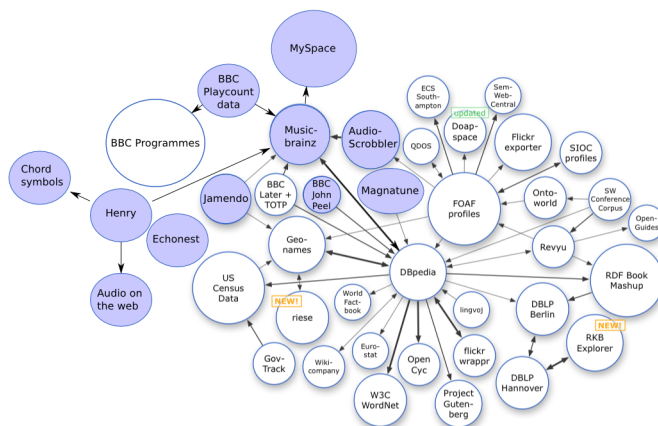 MySpace
BBC
Playcount
data
ECS
South-
ampton
Sem-
Web-
Central
updated
Doap-
space
BBC Programmes
Music-
brainz
Audio-
Scrobbler
QDOS
Flickr
exporter
SIOC
profiles
Chord
symbols
Jamendo
BBC
Later +
TOTP
BBC
John
Peel
Magnatune
FOAF
profiles
Onto-
world
SW
Conference
Corpus
Henry
Open-
Guides
Echonest
Geo-
names
Revyu
DBpedia
US
Census
Data
RDF Book
Mashup
Audio on
the web
NEW!
riese
World
Fact-
book
lingvoj
DBLP
Berlin
NEW!
RKB
Explorer
Gov-
Track
Wiki-
company
Euro-
stat
Open
Cyc
flickr
wrappr
DBLP
Hannover
W3C
WordNet
Project
Guten-
berg